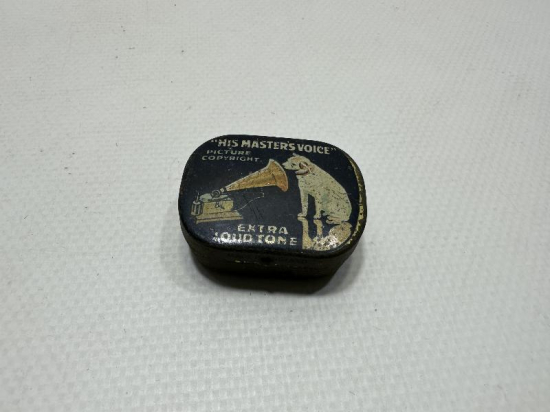 "HIS MASTER'S VOICE"
PICTURE
COPYRIGHT.
EXTRA
LOUD TONE